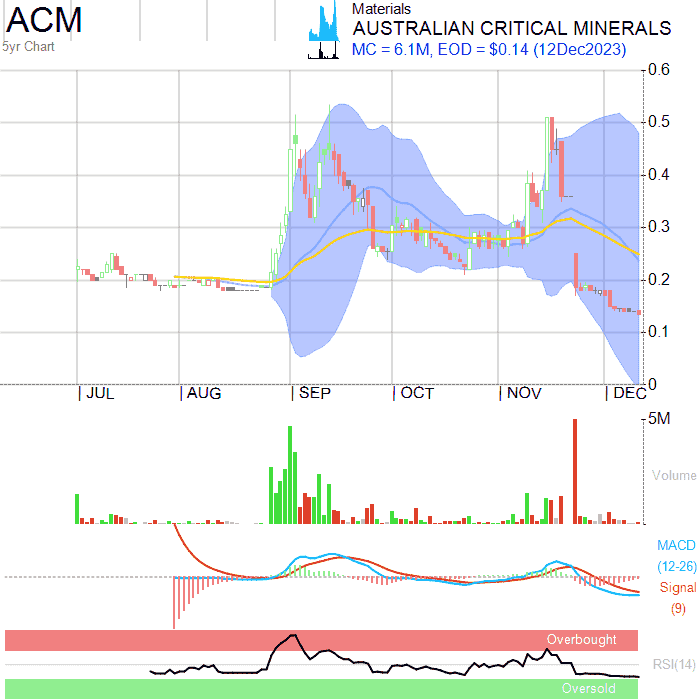 ACM
5yr Chart
Materials
AUSTRALIAN CRITICAL MINERALS
MC = 6.1M, EOD = $0.14 (12Dec2023)
0.6
0.5
0.4
0.3
0.2
0.1
0
JUL AUG SEP OCT NOV DEC
5M
Volume
MACD
(12-26)
Signal
(9)
Overbought
RSI(14)
Oversold